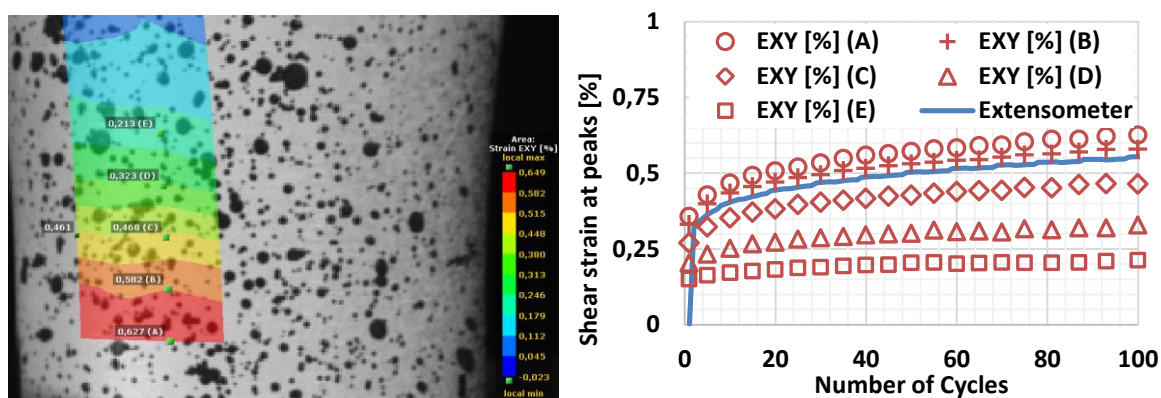 0,213 (E)
0,323 (D)
0,461
0,468 (C)
0,582 (B)
0,627 (A)
Area:
Strain EXY [%]
local max
0,649
0,582
0,515
0,448
0,380
0,313
0,246
0,179
0,112
0,045
-0,023
local min
Shear strain at peaks [%]
1
0,75
0,5
0,25
0
EXY [%] (A)
EXY [%] (B)
EXY [%] (C)
EXY [%] (D)
EXY [%] (E)
Extensometer
0
20
40
60
80
100
Number of Cycles